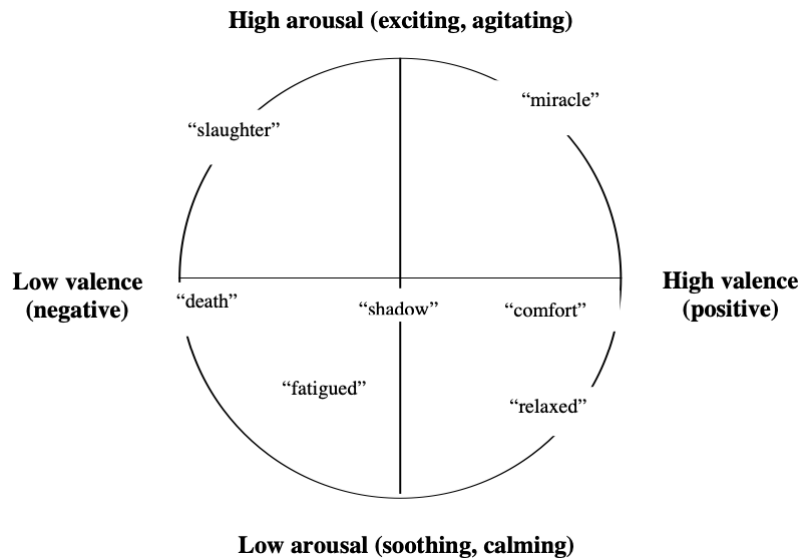 High arousal (exciting, agitating)
“miracle”
“slaughter”
Low valence
(negative)
High valence
(positive)
“death”
“shadow”
“comfort”
“fatigued”
“relaxed”
Low arousal (soothing, calming)